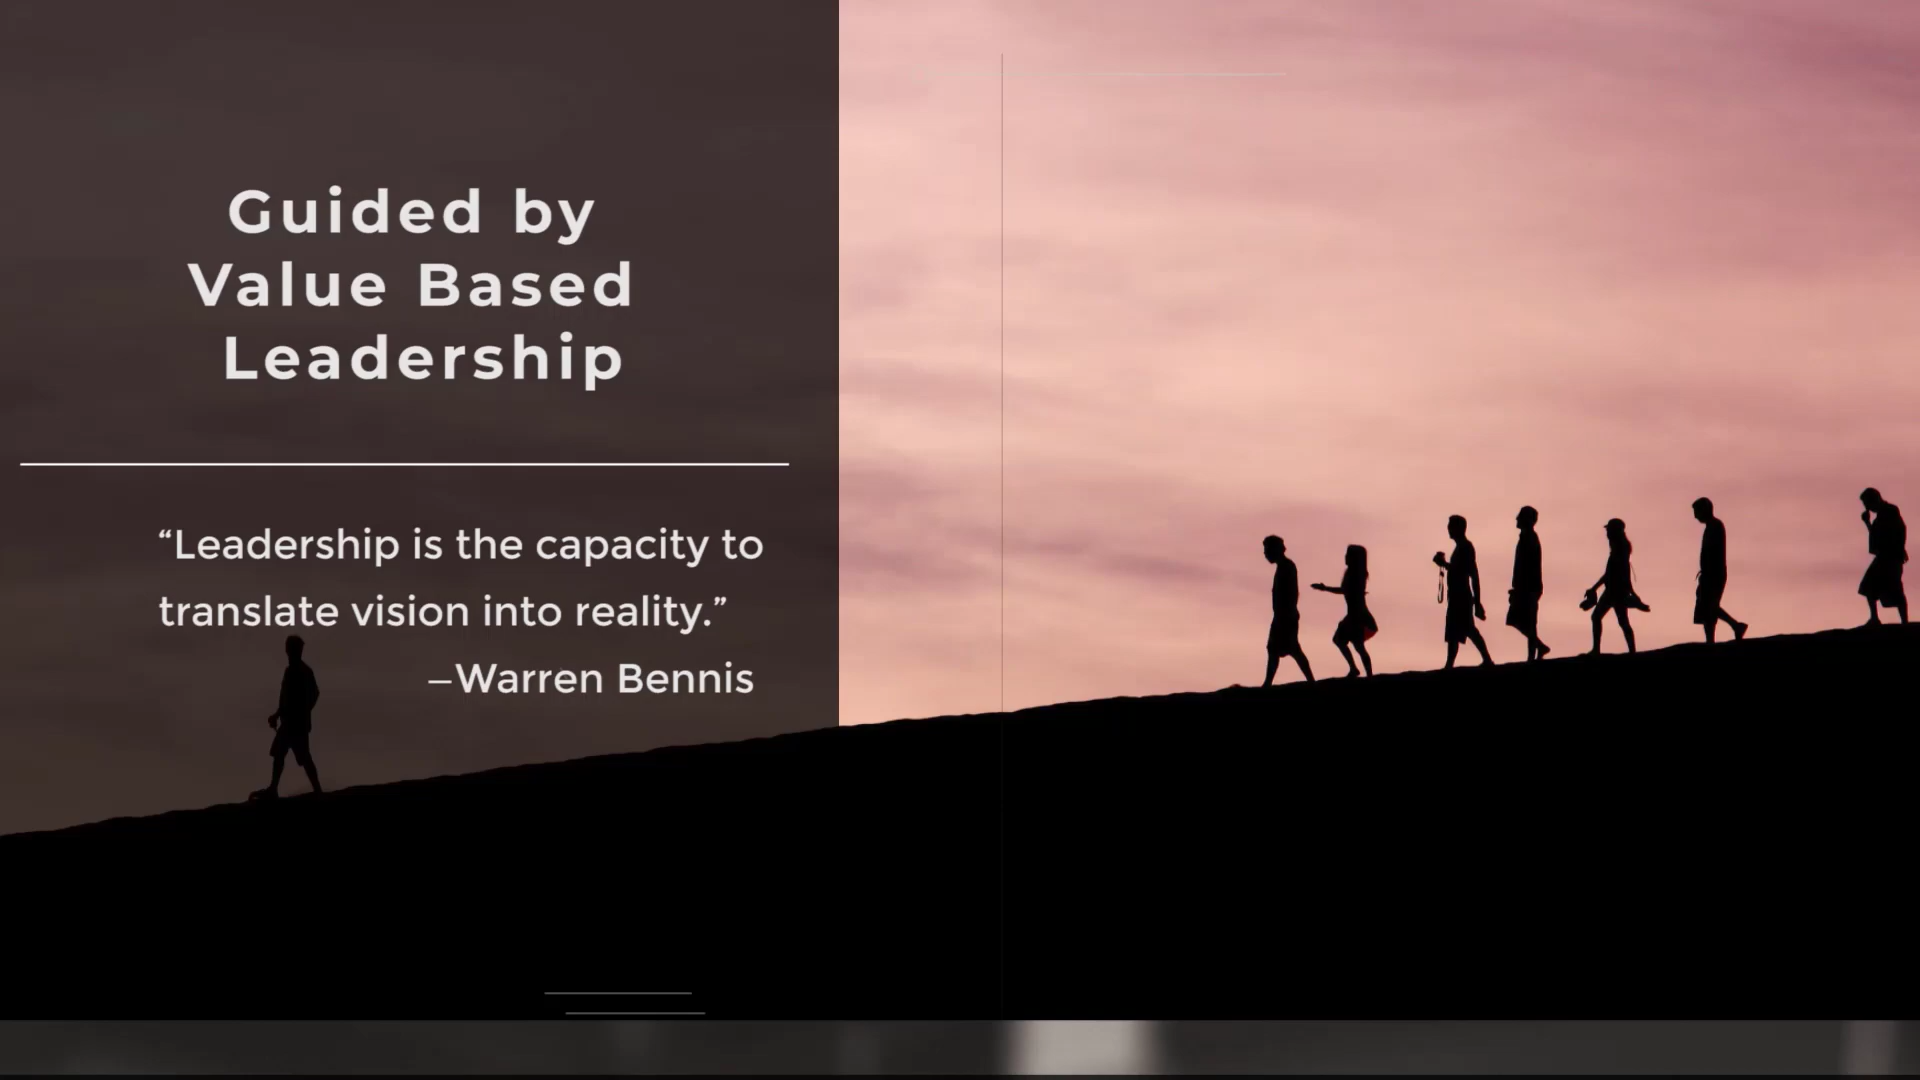 Guided by
Value Based
Leadership
“Leadership is the capacity to
translate vision into reality.”
—Warren Bennis